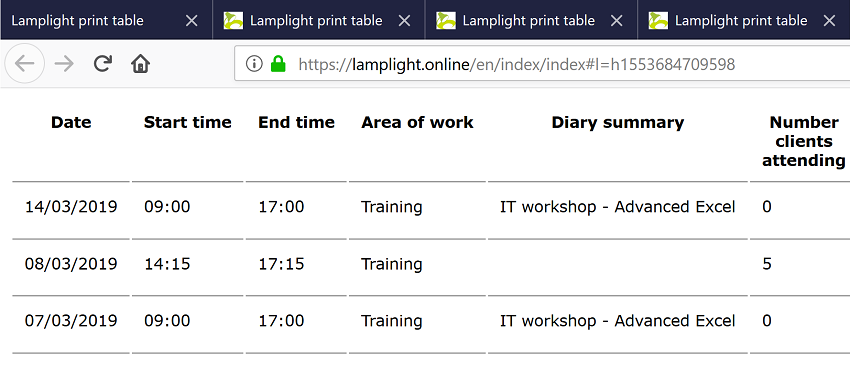 Lamplight print table Lamplight print table Lamplight print table Lamplight print table
https://lamplight.online/en/index/index#l=h1553684709598
Date Start time End time Area of work Diary summary Number clients attending
14/03/2019 09:00 17:00 Training IT workshop - Advanced Excel 0
08/03/2019 14:15 17:15 Training 5
07/03/2019 09:00 17:00 Training IT workshop - Advanced Excel 0